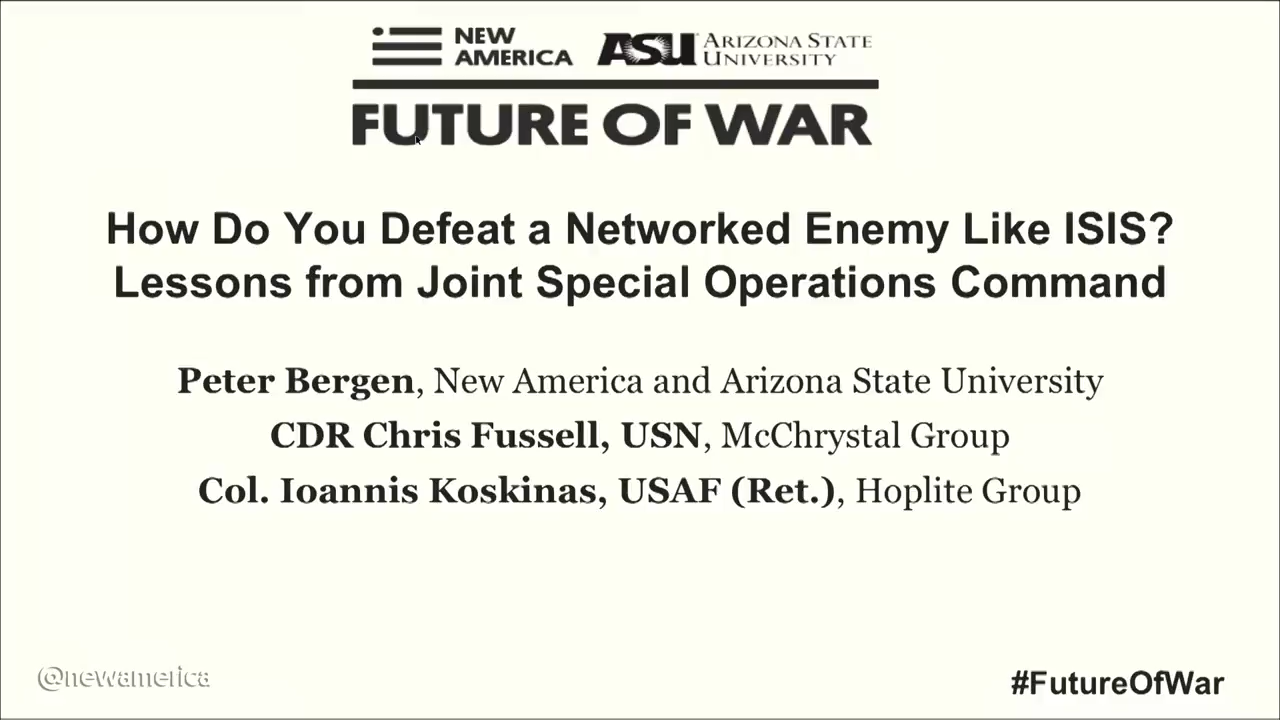 NEW
AMERICA
ASU ARIZONA STATE
UNIVERSITY
FUTURE OF WAR
How Do You Defeat a Networked Enemy Like ISIS?
Lessons from Joint Special Operations Command
Peter Bergen, New America and Arizona State University
CDR Chris Fussell, USN, McChrystal Group
Col. Ioannis Koskinas, USAF (Ret.), Hoplite Group
@newamerica
#FutureOfWar